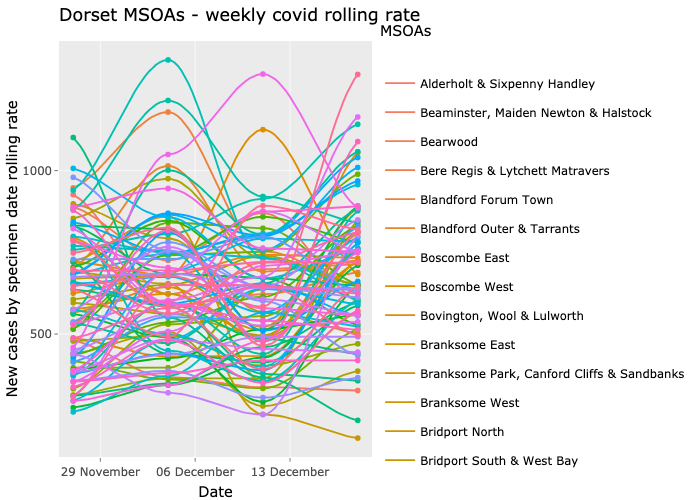 Dorset MSOAs - weekly covid rolling rate
MSOAs
New cases by specimen date rolling rate
1000
500
29 November
06 December
13 December
Date
Alderholt & Sixpenny Handley
Beaminster, Maiden Newton & Halstock
Bearwood
Bere Regis & Lytchett Matravers
Blandford Forum Town
Blandford Outer & Tarrants
Boscombe East
Boscombe West
Bovington, Wool & Lulworth
Branksome East
Branksome Park, Canford Cliffs & Sandbanks
Branksome West
Bridport North
Bridport South & West Bay